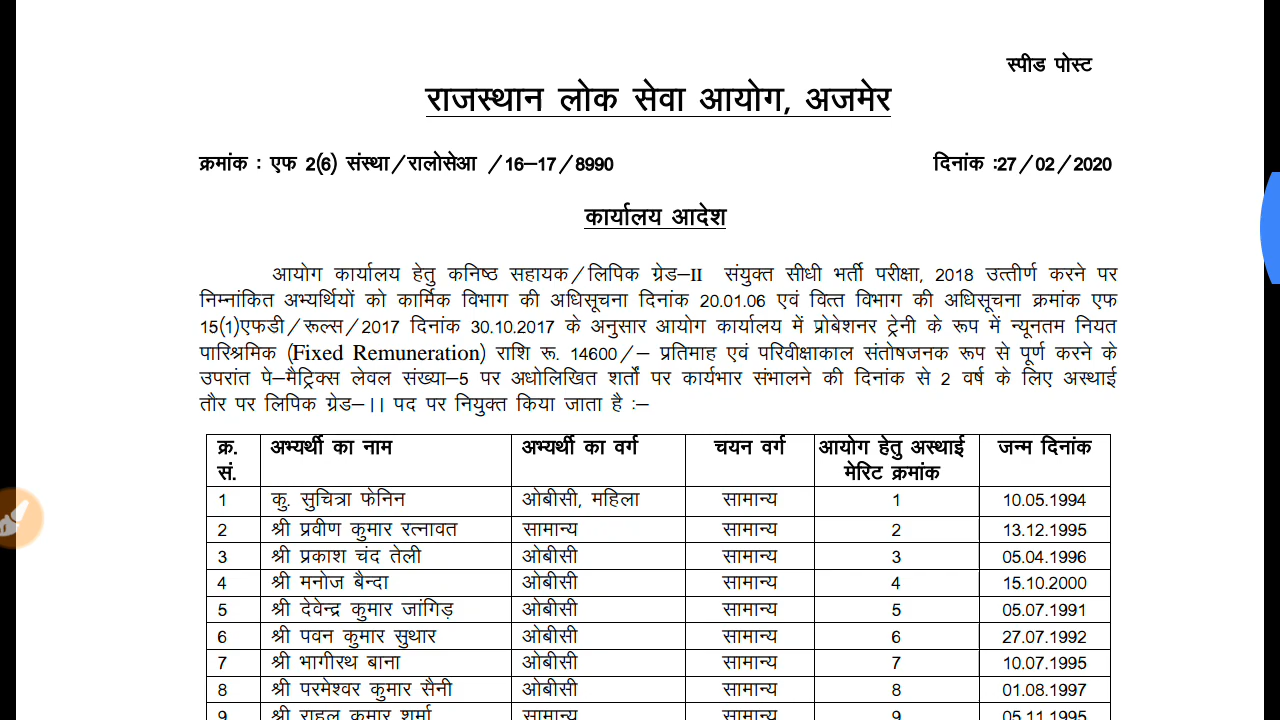 स्पीड पोस्ट
राजस्थान लोक सेवा आयोग, अजमेर
क्रमांक : एफ 2(6) संस्था/रालोसेआ /16–17/8990 दिनांक :27/02/2020
कार्यालय आदेश
आयोग कार्यालय हेतु कनिष्ठ सहायक/लिपिक ग्रेड–II संयुक्त सीधी भर्ती परीक्षा, 2018 उत्तीर्ण करने पर
निम्नांकित अभ्यर्थियों को कार्मिक विभाग की अधिसूचना दिनांक 20.01.06 एवं वित्त विभाग की अधिसूचना क्रमांक एफ
15(1)एफडी/रूल्स/2017 दिनांक 30.10.2017 के अनुसार आयोग कार्यालय में प्रोबेशनर ट्रेनी के रूप में न्यूनतम नियत
पारिश्रमिक (Fixed Remuneration) राशि रू. 14600/– प्रतिमाह एवं परिवीक्षाकाल संतोषजनक रूप से पूर्ण करने के
उपरांत पे–मैट्रिक्स लेवल संख्या–5 पर अधोलिखित शर्तों पर कार्यभार संभालने की दिनांक से 2 वर्ष के लिए अस्थाई
तौर पर लिपिक ग्रेड–।। पद पर नियुक्त किया जाता है :–
क्र. अभ्यर्थी का नाम अभ्यर्थी का वर्ग चयन वर्ग आयोग हेतु अस्थाई जन्म दिनांक
सं. मेरिट क्रमांक
1 कु. सुचित्रा फेनिन ओबीसी, महिला सामान्य 1 10.05.1994
2 श्री प्रवीण कुमार रत्नावत सामान्य सामान्य 2 13.12.1995
3 श्री प्रकाश चंद तेली ओबीसी सामान्य 3 05.04.1996
4 श्री मनोज बैन्दा ओबीसी सामान्य 4 15.10.2000
5 श्री देवेन्द्र कुमार जांगिड़ ओबीसी सामान्य 5 05.07.1991
6 श्री पवन कुमार सुथार ओबीसी सामान्य 6 27.07.1992
7 श्री भागीरथ बाना ओबीसी सामान्य 7 10.07.1995
8 श्री परमेश्वर कुमार सैनी ओबीसी सामान्य 8 01.08.1997
9 श्री राहुल कुमार शर्मा सामान्य सामान्य 9 05.11.1995